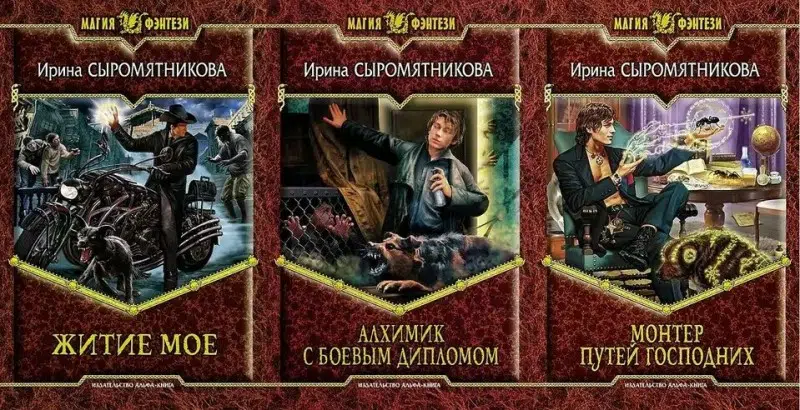 МАГИЯ ФЭНТЕЗИ
Ирина СЫРОМЯТНИКОВА
ЖИТИЕ МОЕ
ИЗДАТЕЛЬСТВО АЛЬФА-КНИГА
МАГИЯ ФЭНТЕЗИ
Ирина СЫРОМЯТНИКОВА
АЛХИМИК
С БОЕВЫМ ДИПЛОМОМ
ИЗДАТЕЛЬСТВО АЛЬФА-КНИГА
МАГИЯ ФЭНТЕЗИ
Ирина СЫРОМЯТНИКОВА
МОНТЕР
ПУТЕЙ ГОСПОДНИХ
ИЗДАТЕЛЬСТВО АЛЬФА-КНИГА